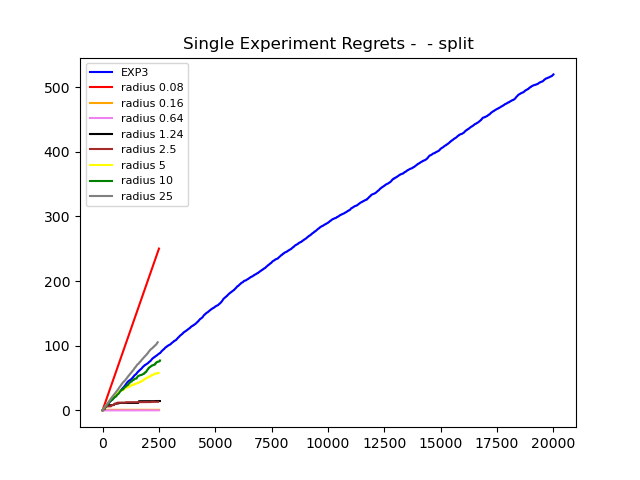 Single Experiment Regrets -  - split
EXP3
radius 0.08
radius 0.16
radius 0.64
radius 1.24
radius 2.5
radius 5
radius 10
radius 25
500
400
300
200
100
0
0 2500 5000 7500 10000 12500 15000 17500 20000